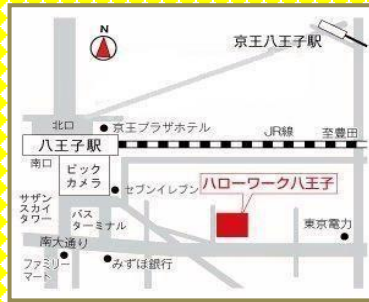 N
京王八王子駅
北口
京王プラザホテル
JR線
至豊田
八王子駅
南口
ビック
カメラ
セブンイレブン
ハローワーク八王子
サザン
スカイ
タワー
バス
ターミナル
東京電力
南大通り
ファミリー
マート
みずほ銀行